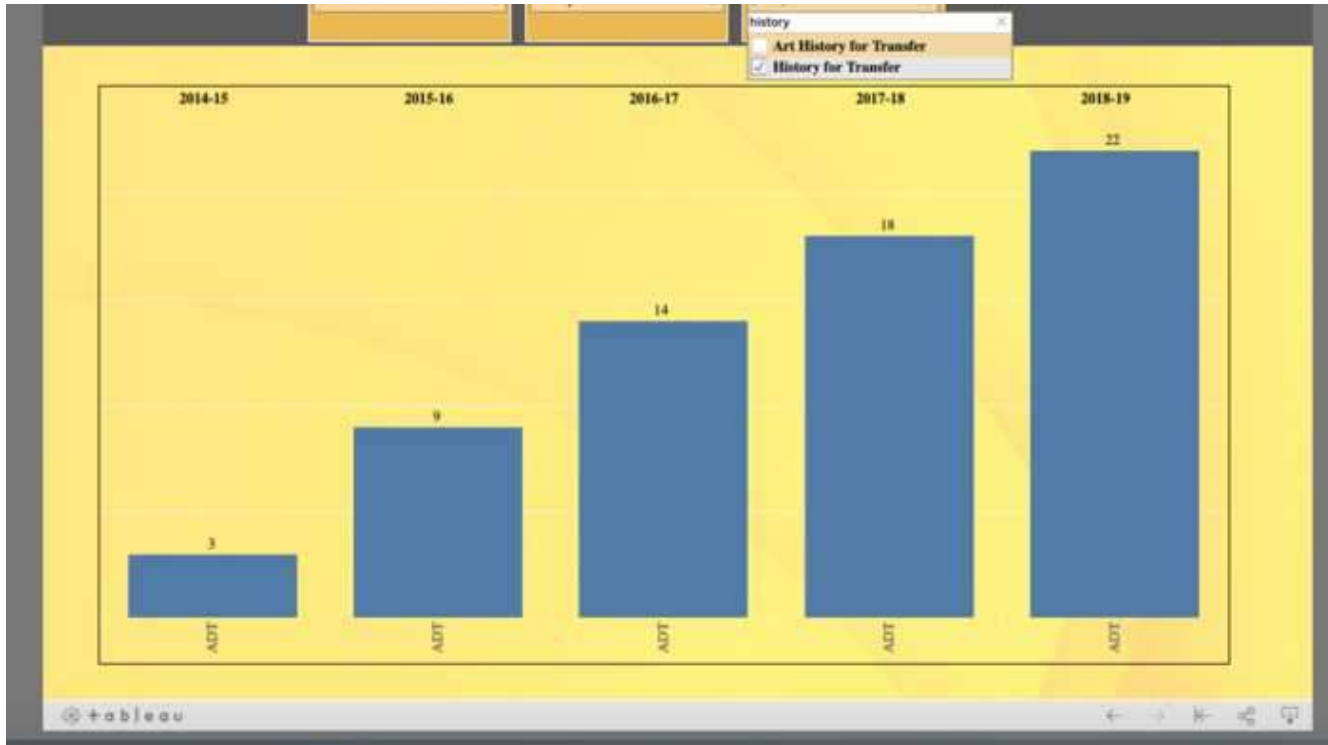 history
Art History for Transfer
History for Transfer
2014-15 2015-16 2016-17 2017-18 2018-19
22
18
14
9
3
ADT ADT ADT ADT ADT
+ableau